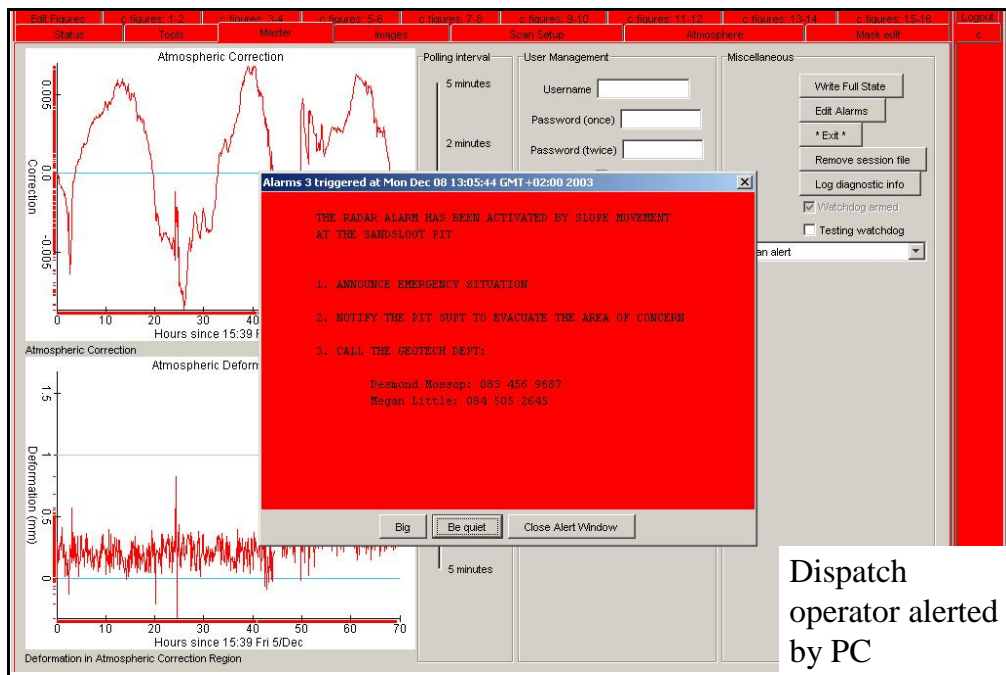 Edit Figures c figures: 1-2 c figures: 3-4 c figures: 5-6 c figures: 7-8 c figures: 9-10 c figures: 11-12 c figures: 13-14 c figures: 15-16 Logout
Status Tools Master Images Scan Setup Atmosphere Mask edit c
Atmospheric Correction
Correction
0.005
0.0
-0.005
0 10 20 30 40
Hours since 15:39 F
Atmospheric Correction
Atmospheric Deform
Deformation (mm)
1.5
1
0.5
0
0 10 20 30 40 50 60 70
Hours since 15:39 Fri 5/Dec
Deformation in Atmospheric Correction Region
Polling interval
5 minutes
2 minutes
5 minutes
User Management
Username
Password (once)
Password (twice)
Miscellaneous
Write Full State
Edit Alarms
* Exit *
Remove session file
Log diagnostic info
Watchdog armed
Testing watchdog
an alert
Alarms 3 triggered at Mon Dec 08 13:05:44 GMT+02:00 2003
THE RADAR ALARM HAS BEEN ACTIVATED BY SLOPE MOVEMENT
AT THE SANDSLOOT PIT
1. ANNOUNCE EMERGENCY SITUATION
2. NOTIFY THE PIT SUPT TO EVACUATE THE AREA OF CONCERN
3. CALL THE GEOTECH DEPT:
Desmond Mossop: 083 456 9687
Megan Little: 084 505 2645
Big Be quiet Close Alert Window
Dispatch
operator alerted
by PC